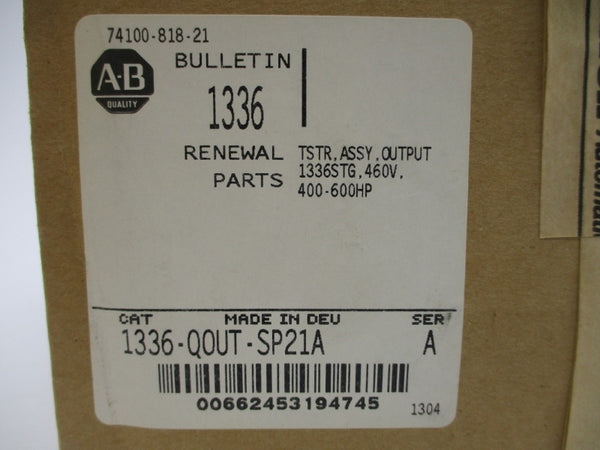 74100-818-21
A-B
QUALITY
BULLETIN
1336
RENEWAL PARTS
TSTR,ASSY,OUTPUT
1336STG,460V,
400-600HP
CAT MADE IN DEU SER
1336-QOUT-SP21A A
00662453194745
1304